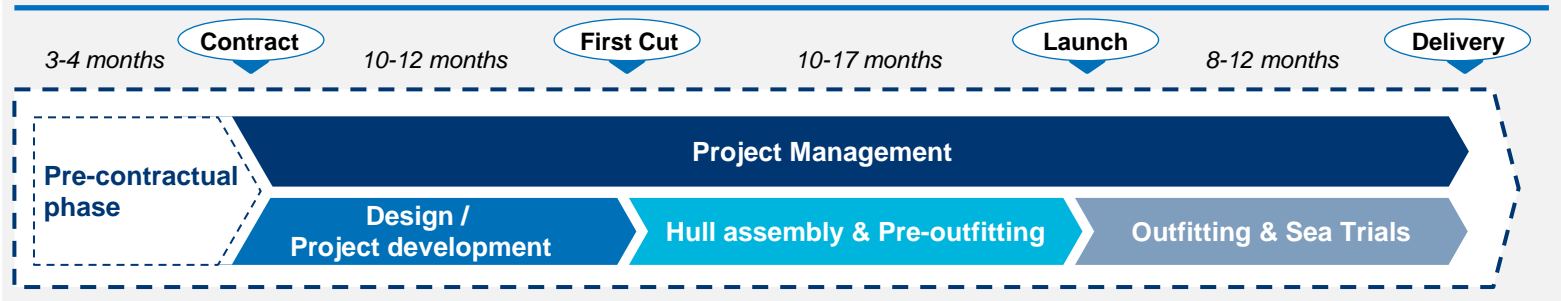 Contract
First Cut
Launch
Delivery
3-4 months
10-12 months
10-17 months
8-12 months
Project Management
Pre-contractual
phase
Design /
Project development
Hull assembly & Pre-outfitting
Outfitting & Sea Trials